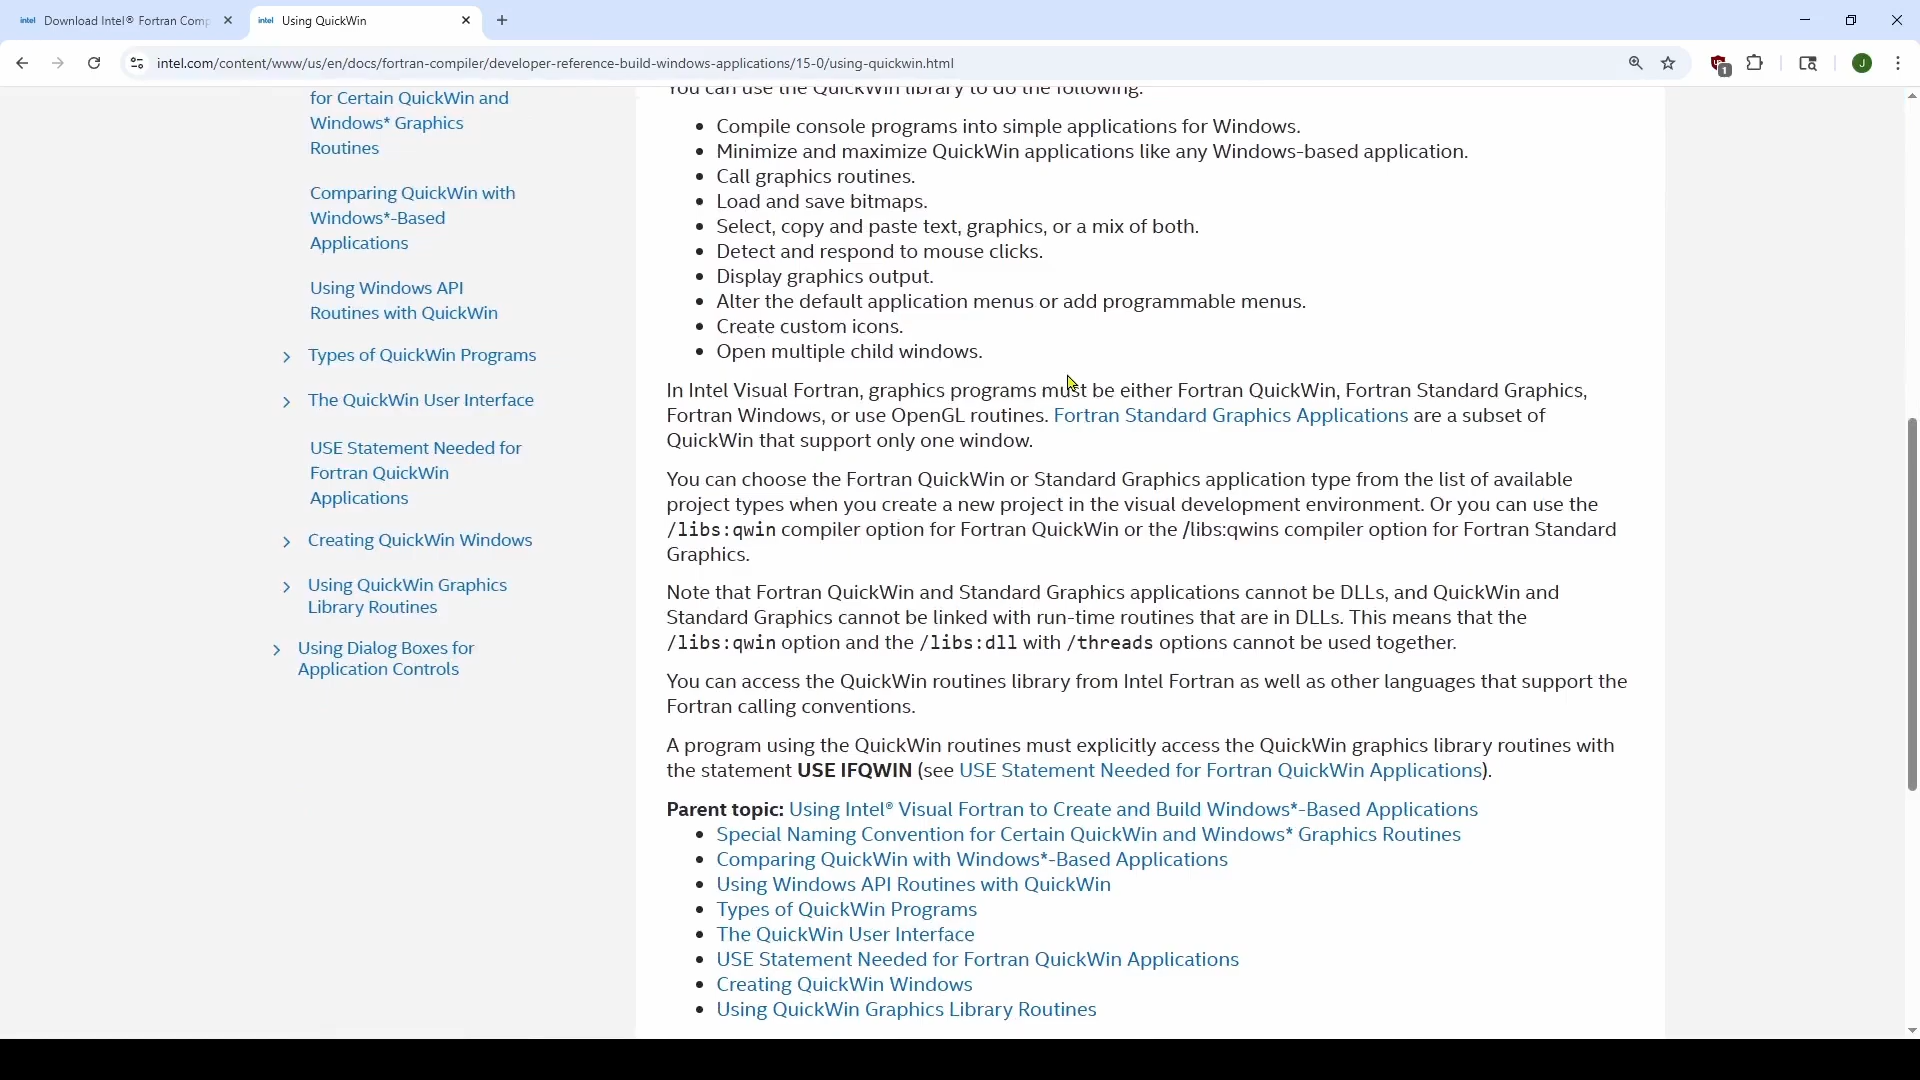 intel Download Intel® Fortran Comp
intel Using QuickWin
intel.com/content/www/us/en/docs/fortran-compiler/developer-reference-build-windows-applications/15-0/using-quickwin.html
1
J
for Certain QuickWin and
Windows* Graphics
Routines
Comparing QuickWin with
Windows*-Based
Applications
Using Windows API
Routines with QuickWin
Types of QuickWin Programs
The QuickWin User Interface
USE Statement Needed for
Fortran QuickWin
Applications
Creating QuickWin Windows
Using QuickWin Graphics
Library Routines
Using Dialog Boxes for
Application Controls
You can use the QuickWin library to do the following:
• Compile console programs into simple applications for Windows.
• Minimize and maximize QuickWin applications like any Windows-based application.
• Call graphics routines.
• Load and save bitmaps.
• Select, copy and paste text, graphics, or a mix of both.
• Detect and respond to mouse clicks.
• Display graphics output.
• Alter the default application menus or add programmable menus.
• Create custom icons.
• Open multiple child windows.
In Intel Visual Fortran, graphics programs must be either Fortran QuickWin, Fortran Standard Graphics,
Fortran Windows, or use OpenGL routines. Fortran Standard Graphics Applications are a subset of
QuickWin that support only one window.
You can choose the Fortran QuickWin or Standard Graphics application type from the list of available
project types when you create a new project in the visual development environment. Or you can use the
/libs:qwin compiler option for Fortran QuickWin or the /libs:qwins compiler option for Fortran Standard
Graphics.
Note that Fortran QuickWin and Standard Graphics applications cannot be DLLs, and QuickWin and
Standard Graphics cannot be linked with run-time routines that are in DLLs. This means that the
/libs:qwin option and the /libs:dll with /threads options cannot be used together.
You can access the QuickWin routines library from Intel Fortran as well as other languages that support the
Fortran calling conventions.
A program using the QuickWin routines must explicitly access the QuickWin graphics library routines with
the statement USE IFQWIN (see USE Statement Needed for Fortran QuickWin Applications).
Parent topic: Using Intel® Visual Fortran to Create and Build Windows*-Based Applications
• Special Naming Convention for Certain QuickWin and Windows* Graphics Routines
• Comparing QuickWin with Windows*-Based Applications
• Using Windows API Routines with QuickWin
• Types of QuickWin Programs
• The QuickWin User Interface
• USE Statement Needed for Fortran QuickWin Applications
• Creating QuickWin Windows
• Using QuickWin Graphics Library Routines